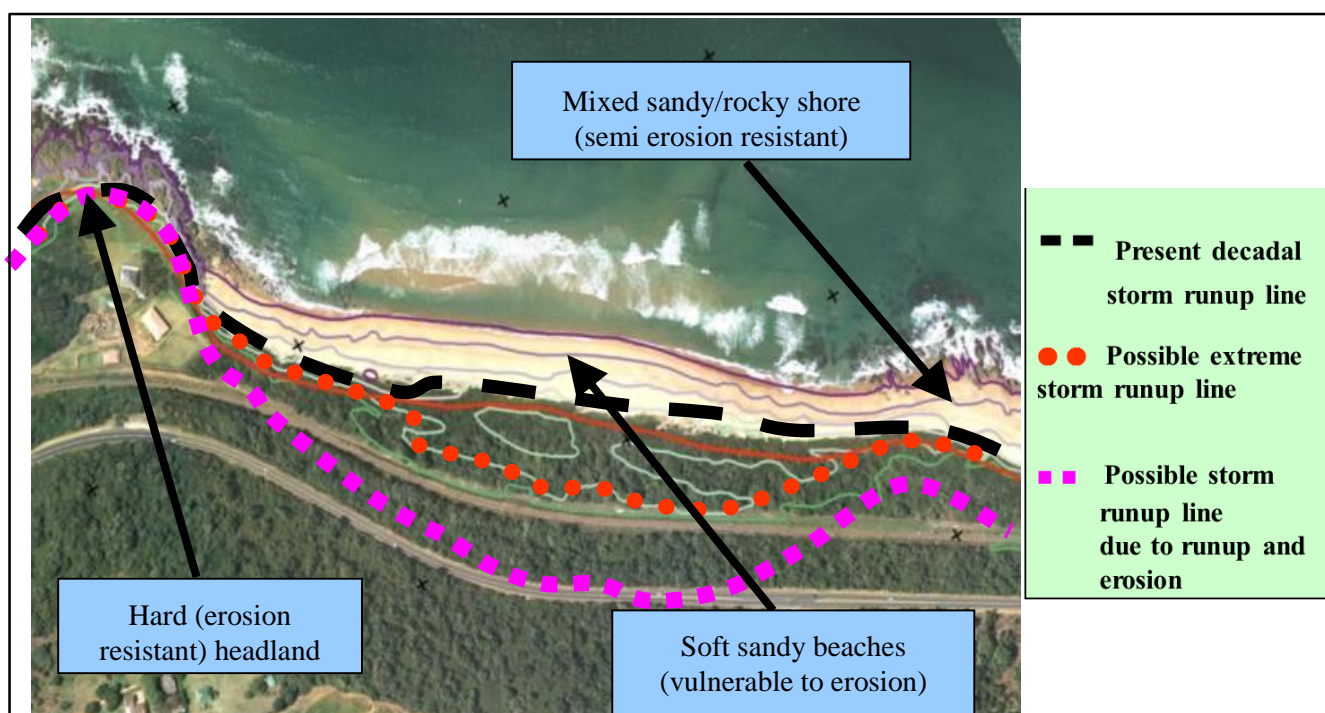 Mixed sandy/rocky shore
(semi erosion resistant)
Present decadal
storm runup line
Possible extreme
storm runup line
Possible storm
runup line
due to runup and
erosion
Hard (erosion
resistant) headland
Soft sandy beaches
(vulnerable to erosion)